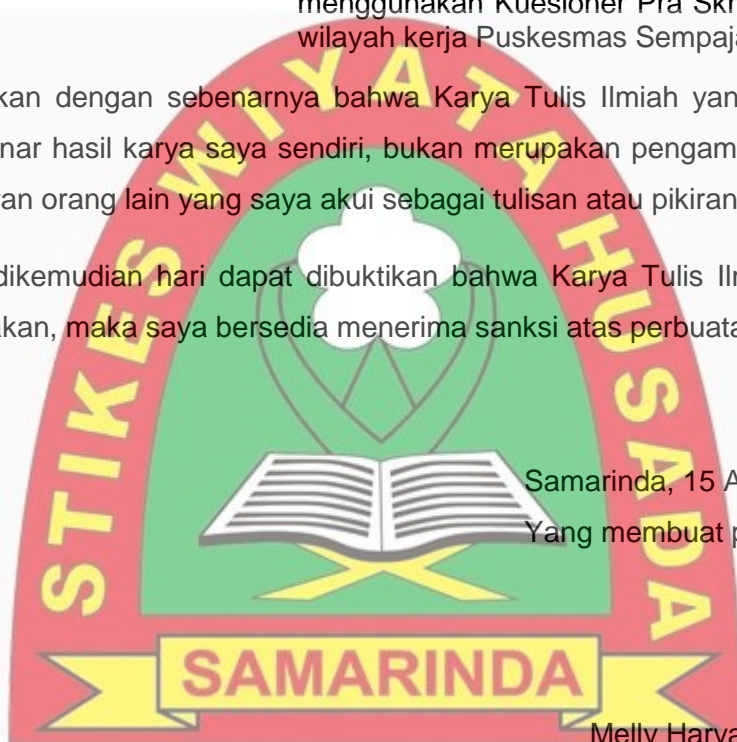 menggunakan Kuesioner Pra Skr
wilayah kerja Puskesmas Sempaja
kan dengan sebenarnya bahwa Karya Tulis Ilmiah yan
nar hasil karya saya sendiri, bukan merupakan pengam
an orang lain yang saya akui sebagai tulisan atau pikiran
dikemudian hari dapat dibuktikan bahwa Karya Tulis Ilm
akan, maka saya bersedia menerima sanksi atas perbuata
Samarinda, 15 A
Yang membuat p
Melly Harya
STIKES WIYATA HUSADA
SAMARINDA